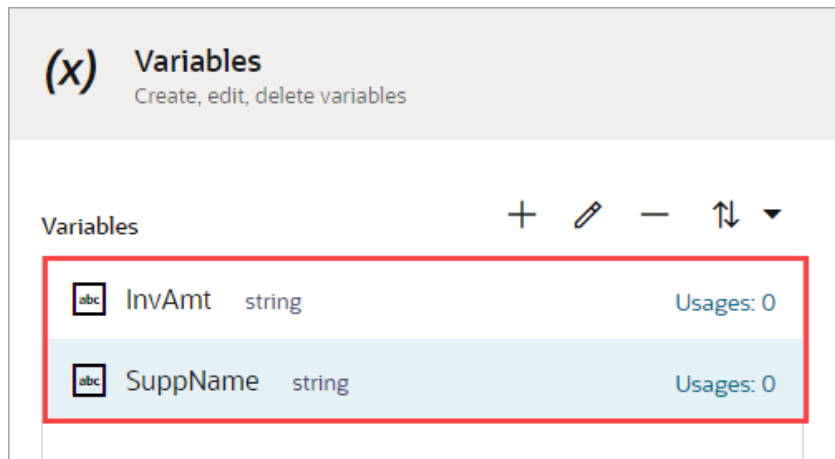 (x) Variables
Create, edit, delete variables
Variables
abc InvAmt string Usages: 0
abc SuppName string Usages: 0